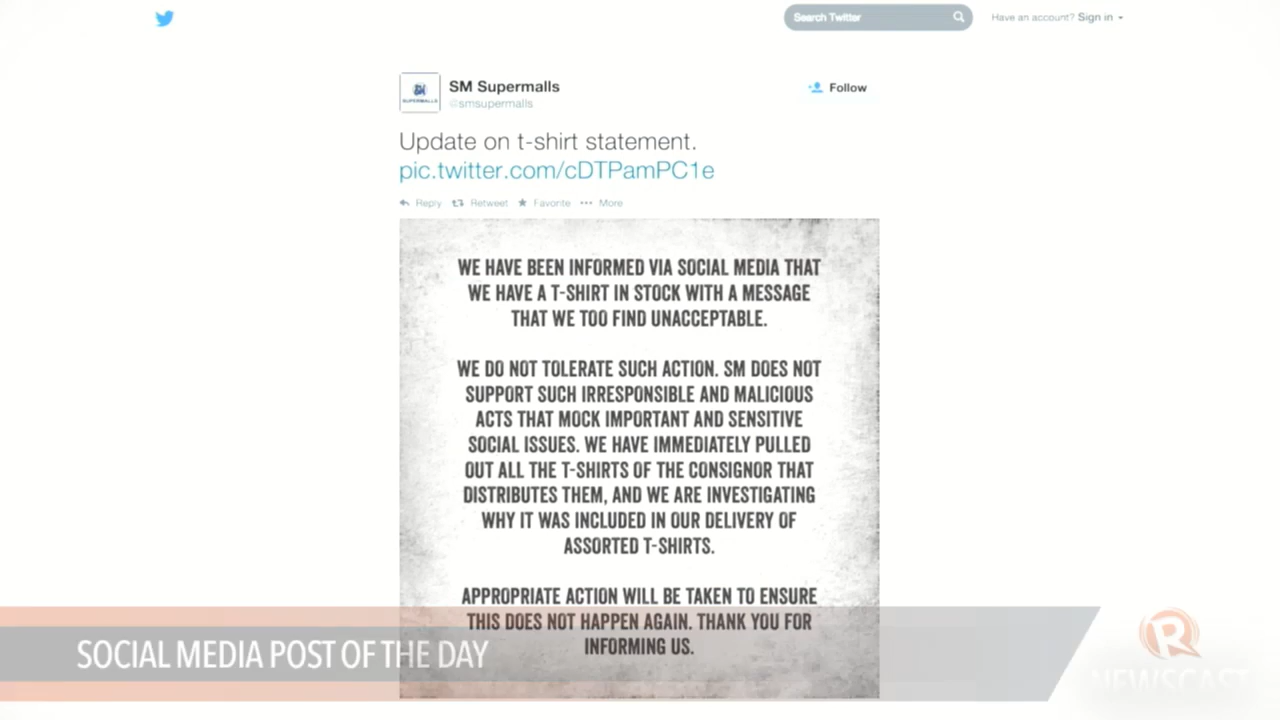 Search Twitter
Have an account? Sign in
SM Supermalls
@smsupermalls
Follow
SUPERMALLS
Update on t-shirt statement.
pic.twitter.com/cDTPamPC1e
Reply Retweet Favorite More
WE HAVE BEEN INFORMED VIA SOCIAL MEDIA THAT
WE HAVE A T-SHIRT IN STOCK WITH A MESSAGE
THAT WE TOO FIND UNACCEPTABLE.
WE DO NOT TOLERATE SUCH ACTION. SM DOES NOT
SUPPORT SUCH IRRESPONSIBLE AND MALICIOUS
ACTS THAT MOCK IMPORTANT AND SENSITIVE
SOCIAL ISSUES. WE HAVE IMMEDIATELY PULLED
OUT ALL THE T-SHIRTS OF THE CONSIGNOR THAT
DISTRIBUTES THEM, AND WE ARE INVESTIGATING
WHY IT WAS INCLUDED IN OUR DELIVERY OF
ASSORTED T-SHIRTS.
APPROPRIATE ACTION WILL BE TAKEN TO ENSURE
THIS DOES NOT HAPPEN AGAIN. THANK YOU FOR
INFORMING US.
SOCIAL MEDIA POST OF THE DAY
R
NEWSCAST